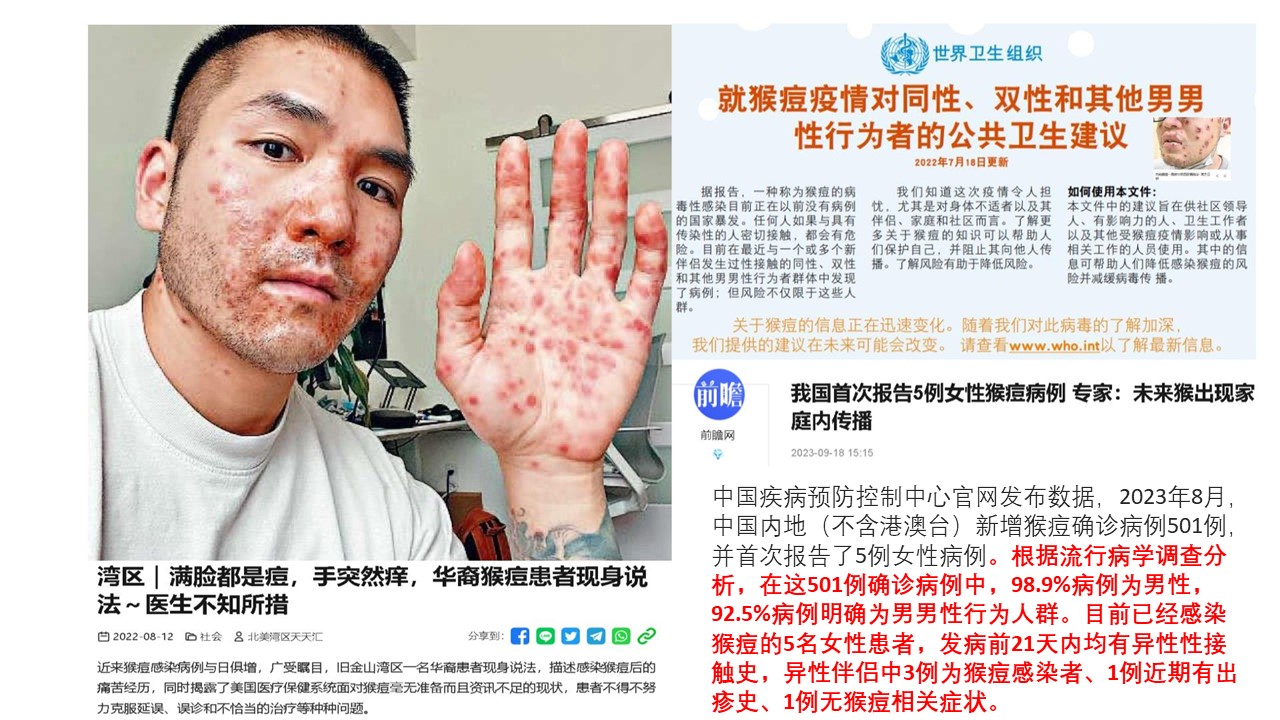 湾区｜满脸都是痘，手突然痒，华裔猴痘患者现身说
法～医生不知所措
2022-08-12 社会 北美湾区天天汇 分享到:
近来猴痘感染病例与日俱增，广受瞩目，旧金山湾区一名华裔患者现身说法，描述感染猴痘后的
痛苦经历，同时揭露了美国医疗保健系统面对猴痘毫无准备而且资讯不足的现状，患者不得不努
力克服延误、误诊和不恰当的治疗等种种问题。
世界卫生组织
就猴痘疫情对同性、双性和其他男男
性行为者的公共卫生建议
2022年7月18日更新
据报告，一种称为猴痘的病
毒性感染目前正在以前没有病例
的国家暴发。任何人如果与具有
传染性的人密切接触，都会有危
险。目前在最近与一个或多个新
伴侣发生过性接触的同性、双性
和其他男男性行为者群体中发现
了病例；但风险不仅限于这些人
群。
我们知道这次疫情令人担
忧，尤其是对身体不适者以及其
伴侣、家庭和社区而言。了解更
多关于猴痘的知识可以帮助人
们保护自己，并阻止其向他人传
播。了解风险有助于降低风险。
如何使用本文件：
本文件中的建议旨在供社区领导
人、有影响力的人、卫生工作者
以及其他受猴痘疫情影响或从事
相关工作的人员使用。其中的信
息可帮助人们降低感染猴痘的风
险并减缓病毒传 播。
关于猴痘的信息正在迅速变化。随着我们对此病毒的了解加深，
我们提供的建议在未来可能会改变。 请查看www.who.int以了解最新信息。
前瞻
前瞻网
我国首次报告5例女性猴痘病例 专家：未来猴出现家
庭内传播
2023-09-18 15:15
中国疾病预防控制中心官网发布数据，2023年8月，
中国内地（不含港澳台）新增猴痘确诊病例501例，
并首次报告了5例女性病例。根据流行病学调查分
析，在这501例确诊病例中，98.9%病例为男性，
92.5%病例明确为男男性行为人群。目前已经感染
猴痘的5名女性患者，发病前21天内均有异性性接
触史，异性伴侣中3例为猴痘感染者、1例近期有出
疹史、1例无猴痘相关症状。